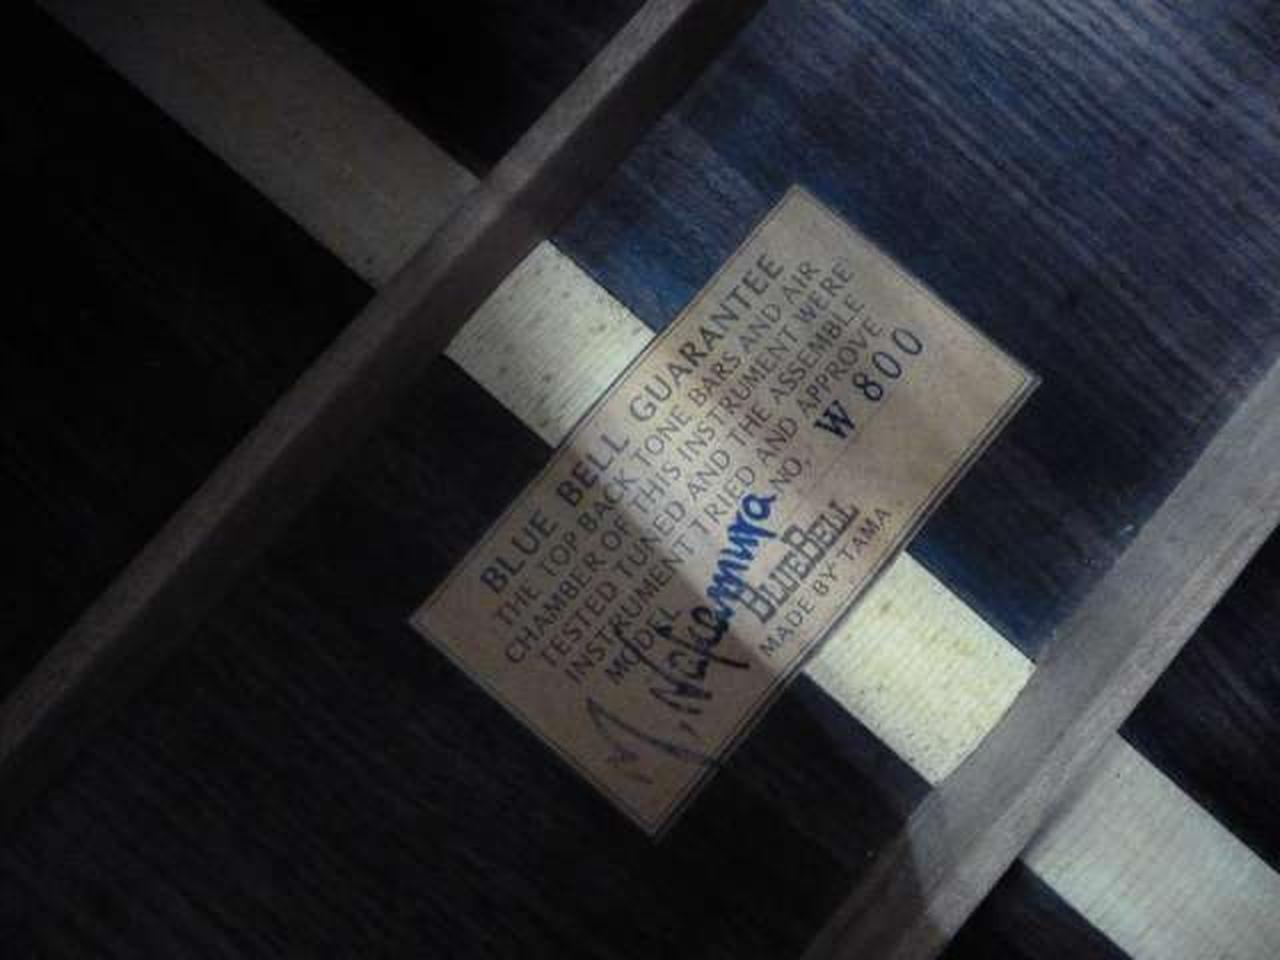 BLUE BELL GUARANTEE
THE TOP BACK TONE BARS AND AIR
CHAMBER OF THIS INSTRUMENT WERE
TESTED TUNED AND THE ASSEMBLE
INSTRUMENT TRIED AND APPROVE
MODEL NO, W 800
M. Nakamura
BLUEBELL
MADE BY TAMA